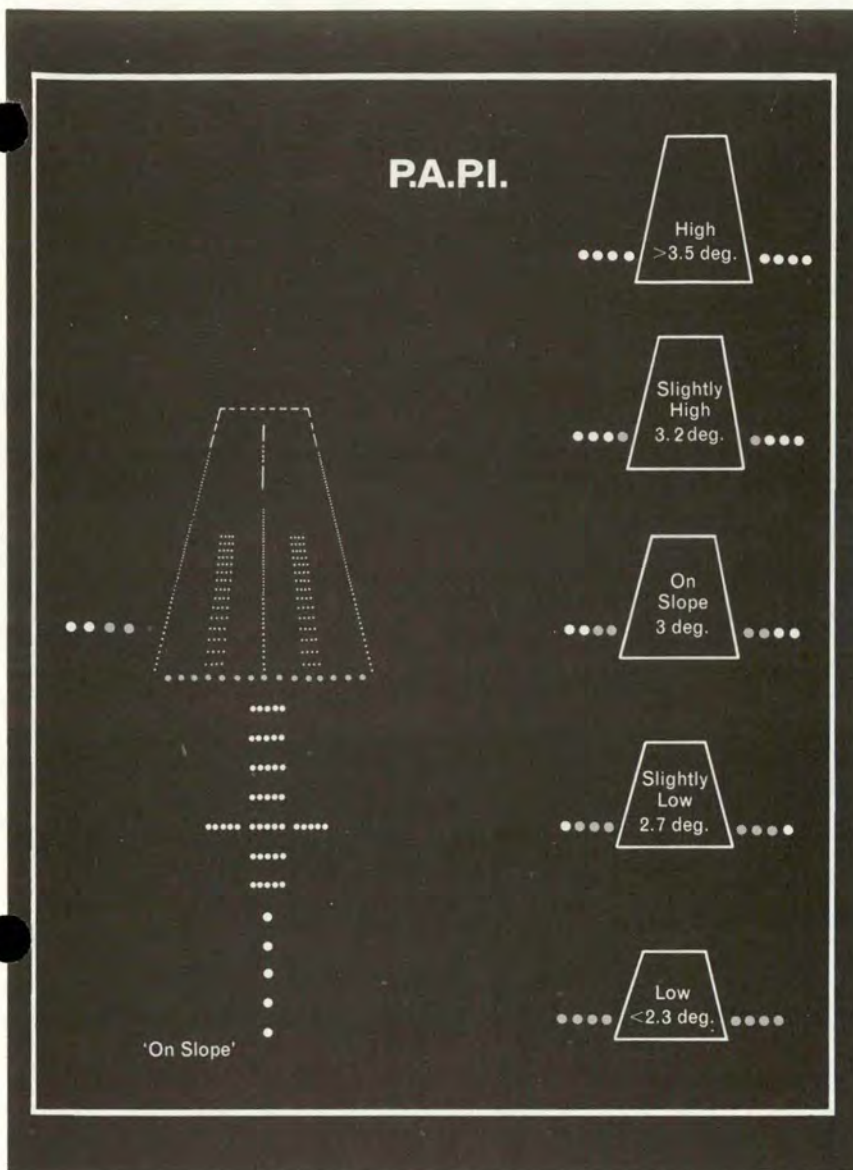 P.A.P.I.
High
>3.5 deg.
Slightly
High
3.2 deg.
On
Slope
3 deg.
Slightly
Low
2.7 deg.
Low
<2.3 deg.
'On Slope'